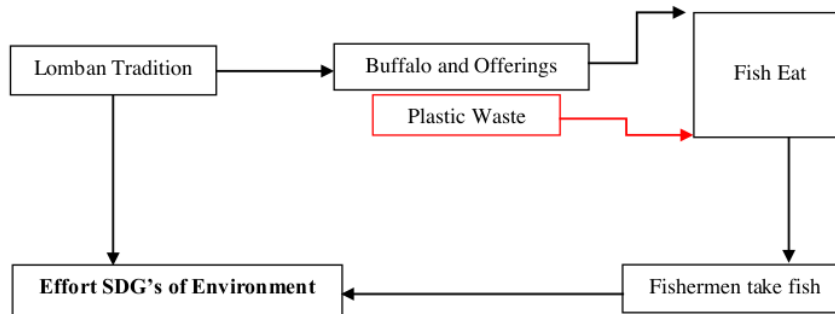 Lomban Tradition
Buffalo and Offerings
Fish Eat
Plastic Waste
Effort SDG's of Environment
Fishermen take fish